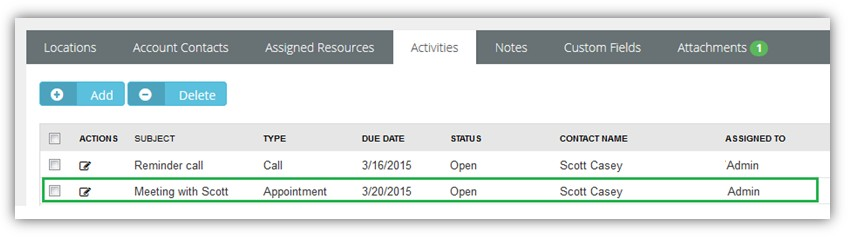 Locations Account Contacts Assigned Resources Activities Notes Custom Fields Attachments 1
Add Delete
ACTIONS SUBJECT TYPE DUE DATE STATUS CONTACT NAME ASSIGNED TO
Reminder call Call 3/16/2015 Open Scott Casey Admin
Meeting with Scott Appointment 3/20/2015 Open Scott Casey Admin